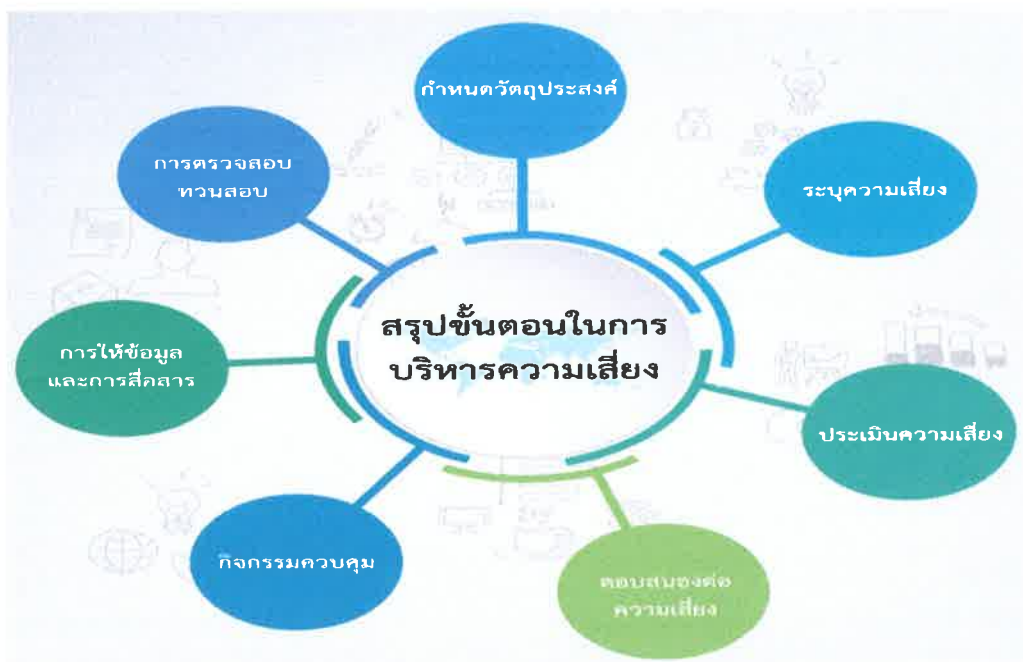 สรุปขั้นตอนในการ
บริหารความเสี่ยง
กำหนดวัตถุประสงค์
ระบุความเสี่ยง
ประเมินความเสี่ยง
ตอบสนองต่อ
ความเสี่ยง
กิจกรรมควบคุม
การให้ข้อมูล
และการสื่อสาร
การตรวจสอบ
ทวนสอบ